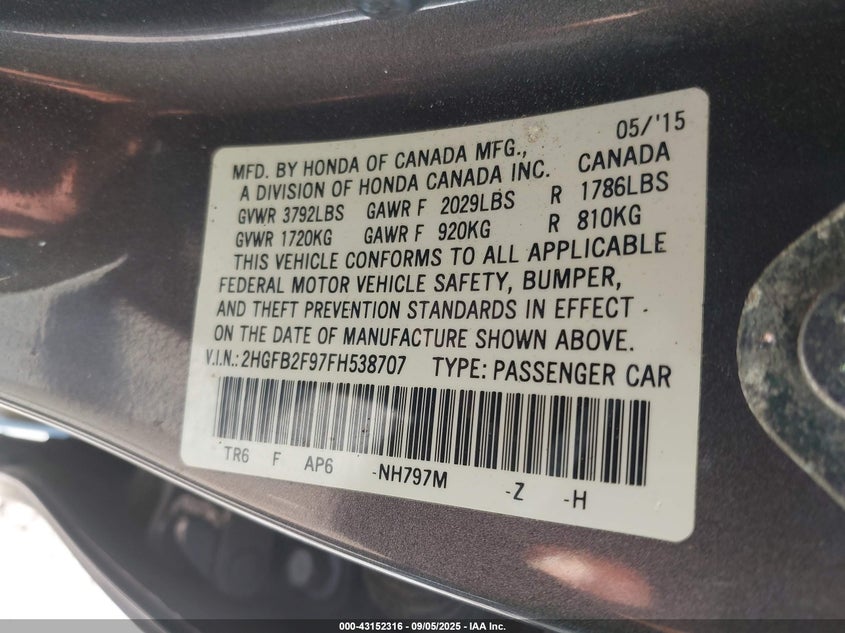 05/'15
MFD. BY HONDA OF CANADA MFG.,
A DIVISION OF HONDA CANADA INC. CANADA
GVWR 3792LBS GAWR F 2029LBS R 1786LBS
GVWR 1720KG GAWR F 920KG R 810KG
THIS VEHICLE CONFORMS TO ALL APPLICABLE
FEDERAL MOTOR VEHICLE SAFETY, BUMPER,
AND THEFT PREVENTION STANDARDS IN EFFECT
ON THE DATE OF MANUFACTURE SHOWN ABOVE.
V.I.N.: 2HGFB2F97FH538707 TYPE: PASSENGER CAR
TR6 F AP6 -NH797M -Z -H
000-43152316 - 09/05/2025 - IAA Inc.